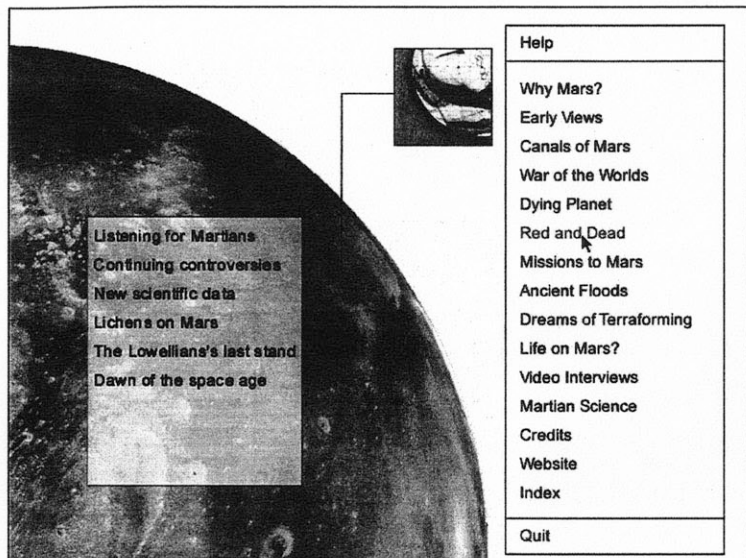 Listening for Martians
Continuing controversies
New scientific data
Lichens on Mars
The Lowellians's last stand
Dawn of the space age
Help
Why Mars?
Early Views
Canals of Mars
War of the Worlds
Dying Planet
Red and Dead
Missions to Mars
Ancient Floods
Dreams of Terraforming
Life on Mars?
Video Interviews
Martian Science
Credits
Website
Index
Quit